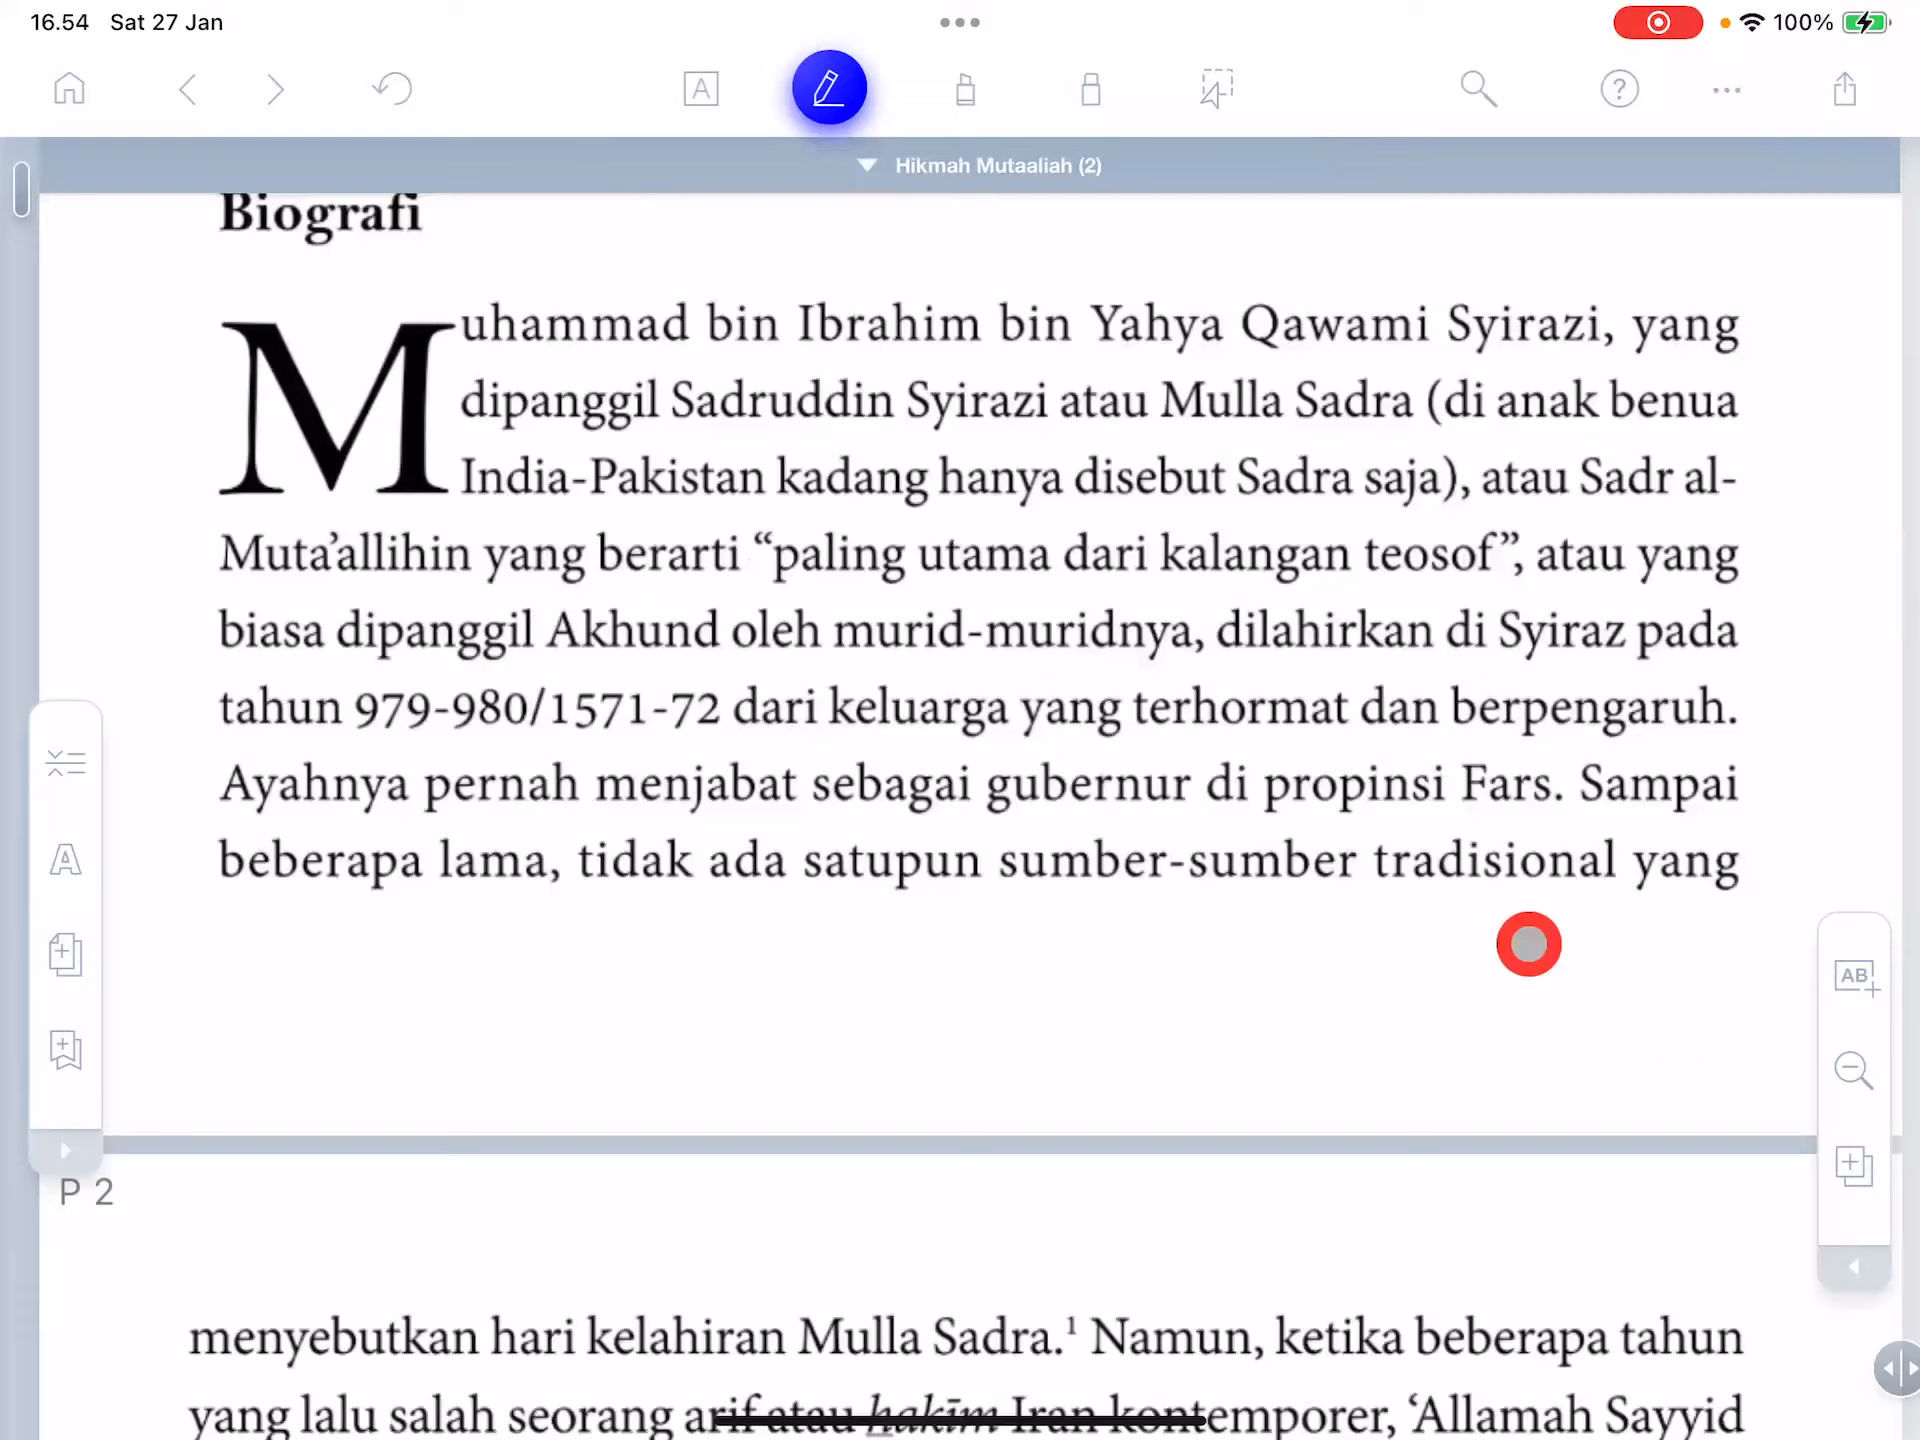 16.54 Sat 27 Jan
100%
A
?
Hikmah Mutaaliah (2)
Biografi
Muhammad bin Ibrahim bin Yahya Qawami Syirazi, yang
dipanggil Sadruddin Syirazi atau Mulla Sadra (di anak benua
India-Pakistan kadang hanya disebut Sadra saja), atau Sadr al-
Muta’allihin yang berarti “paling utama dari kalangan teosof”, atau yang
biasa dipanggil Akhund oleh murid-muridnya, dilahirkan di Syiraz pada
tahun 979-980/1571-72 dari keluarga yang terhormat dan berpengaruh.
Ayahnya pernah menjabat sebagai gubernur di propinsi Fars. Sampai
beberapa lama, tidak ada satupun sumber-sumber tradisional yang
A
AB
P 2
menyebutkan hari kelahiran Mulla Sadra.¹ Namun, ketika beberapa tahun
yang lalu salah seorang arif atau ḥakīm Iran kontemporer, ‘Allamah Sayyid